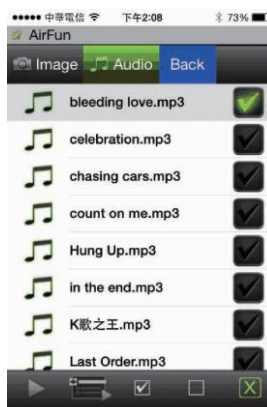 中華電信 下午2:08 73%
AirFun
Image Audio Back
bleeding love.mp3
celebration.mp3
chasing cars.mp3
count on me.mp3
Hung Up.mp3
in the end.mp3
K歌之王.mp3
Last Order.mp3